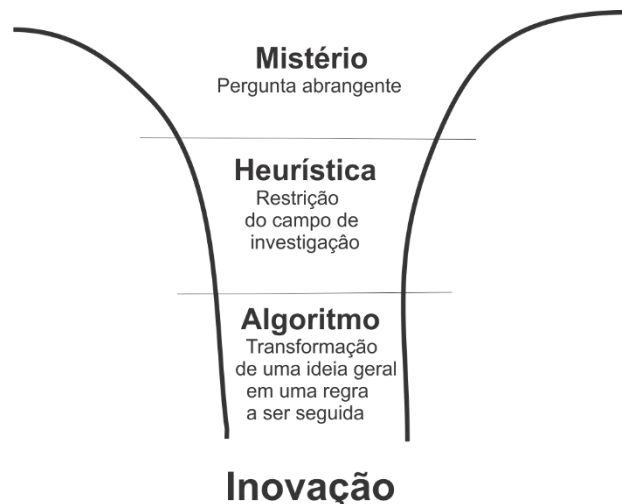 Mistério
Pergunta abrangente
Heurística
Restrição
do campo de
investigaçâo
Algoritmo
Transformação
de uma ideia geral
em uma regra
a ser seguida
Inovação